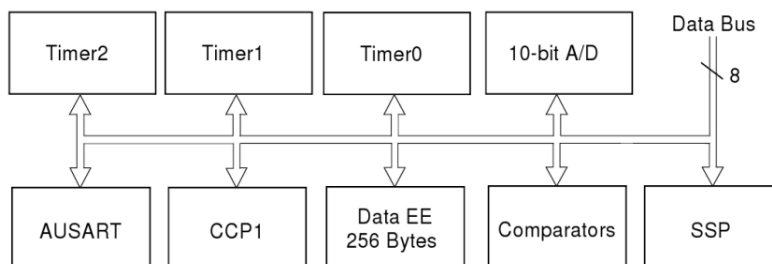 Timer2
Timer1
Timer0
10-bit A/D
Data Bus
8
AUSART
CCP1
Data EE
256 Bytes
Comparators
SSP